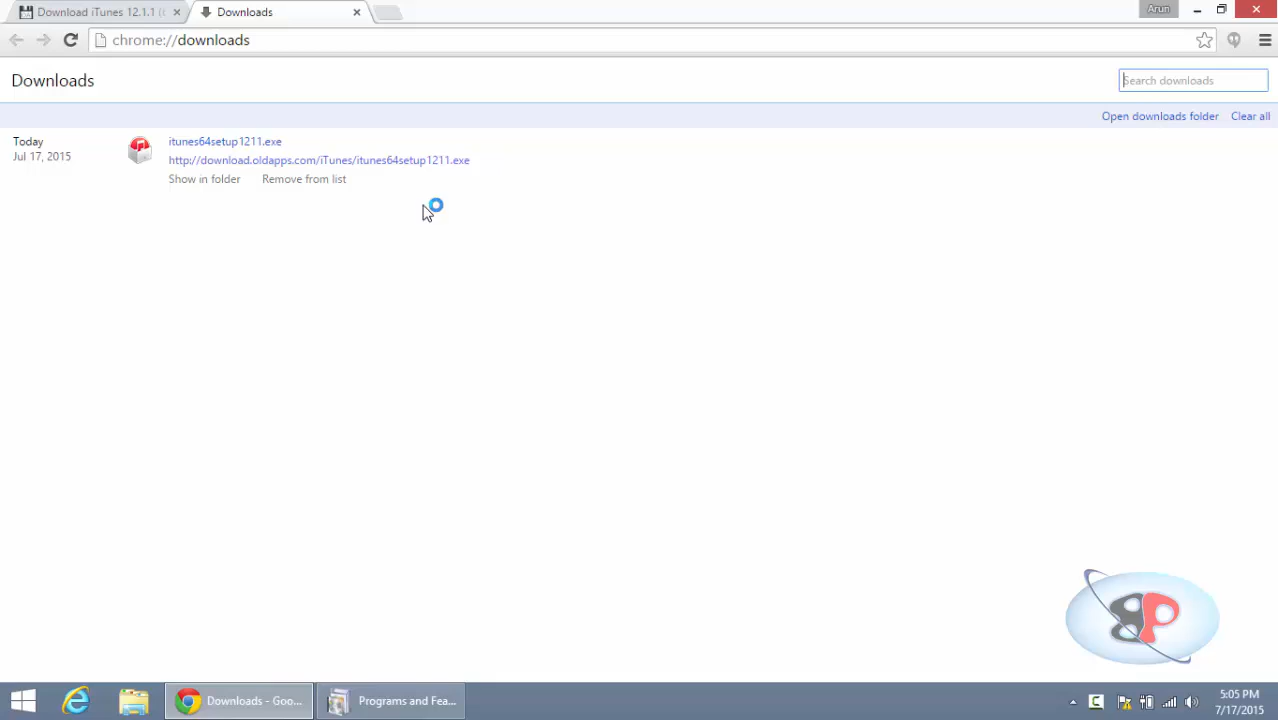 Download iTunes 12.1.1 (
Downloads
Arun
chrome://downloads
Downloads
Search downloads
Open downloads folder
Clear all
Today
Jul 17, 2015
itunes64setup1211.exe
http://download.oldapps.com/iTunes/itunes64setup1211.exe
Show in folder
Remove from list
BP
Downloads - Goo...
Programs and Fea...
5:05 PM
7/17/2015